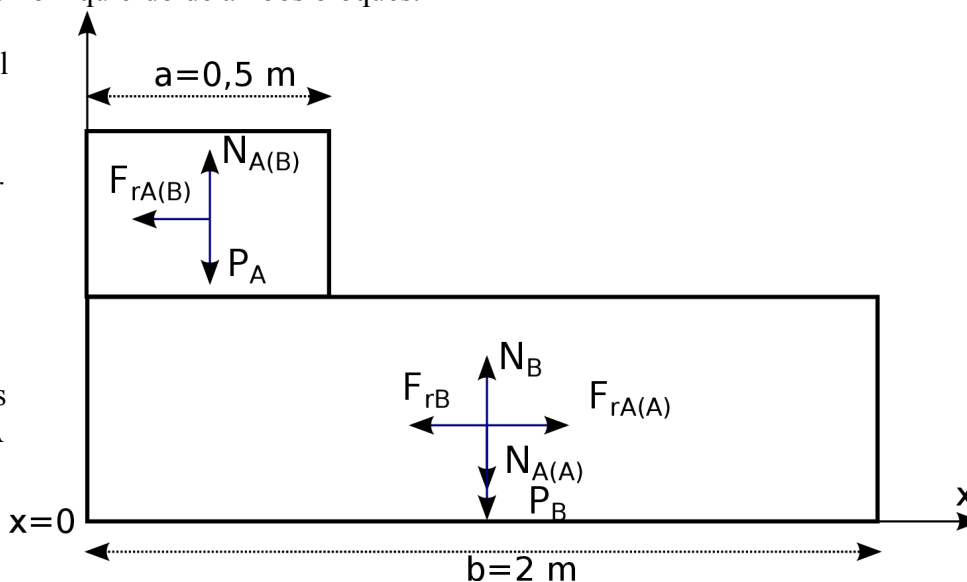 a=0,5 m
N_A(B)
F_rA(B)
P_A
N_B
F_rB
F_rA(A)
N_A(A)
P_B
x
x=0
b=2 m